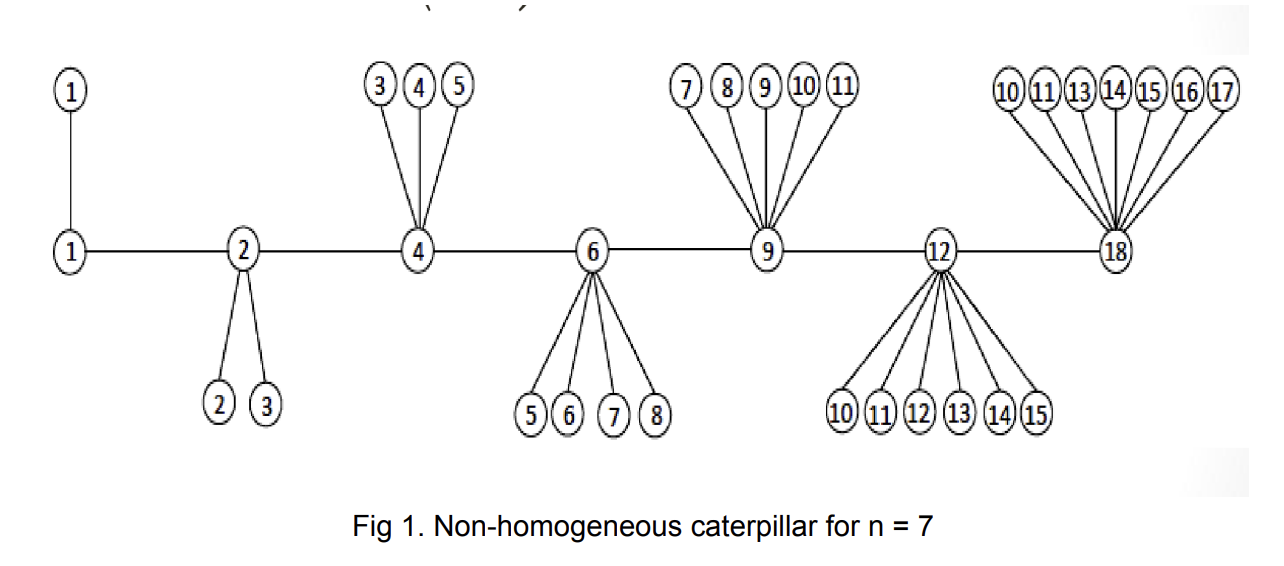 1 3 4 5 7 8 9 10 11 10 11 13 14 15 16 17
1 2 4 6 9 12 18
2 3 5 6 7 8 10 11 12 13 14 15
Fig 1. Non-homogeneous caterpillar for n = 7